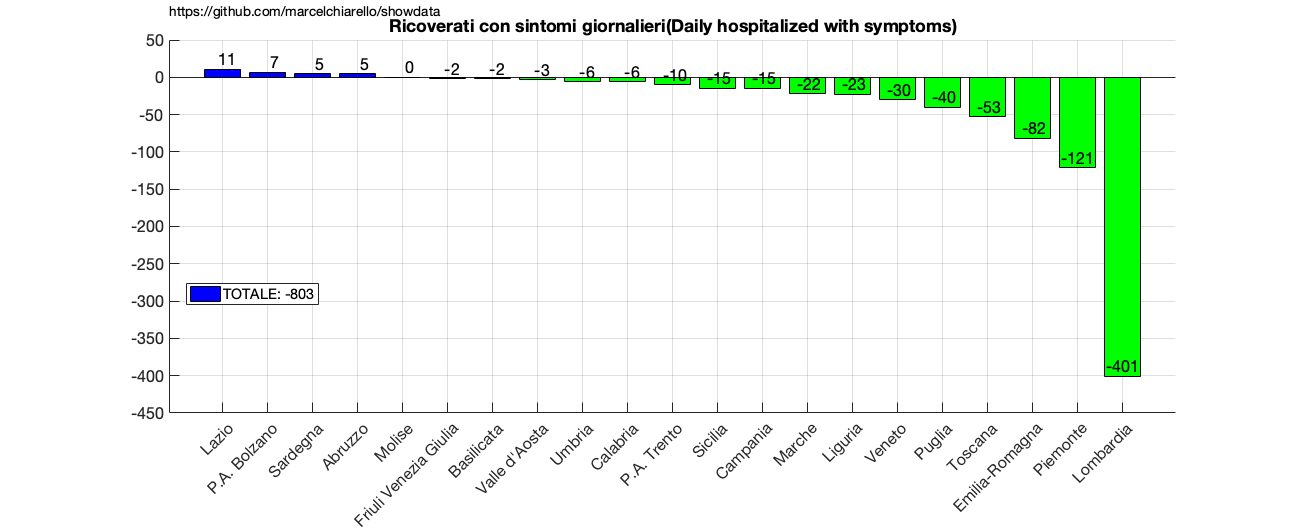 https://github.com/marcelchiarello/showdata
Ricoverati con sintomi giornalieri(Daily hospitalized with symptoms)
50
0
-50
-100
-150
-200
-250
-300
-350
-400
-450
11
7
5
5
0
-2
-2
-3
-6
-6
-10
-15
-15
-22
-23
-30
-40
-53
-82
-121
-401
TOTALE: -803
Lazio
P.A. Bolzano
Sardegna
Abruzzo
Molise
Friuli Venezia Giulia
Basilicata
Valle d'Aosta
Umbria
Calabria
P.A. Trento
Sicilia
Campania
Marche
Liguria
Veneto
Puglia
Toscana
Emilia-Romagna
Piemonte
Lombardia